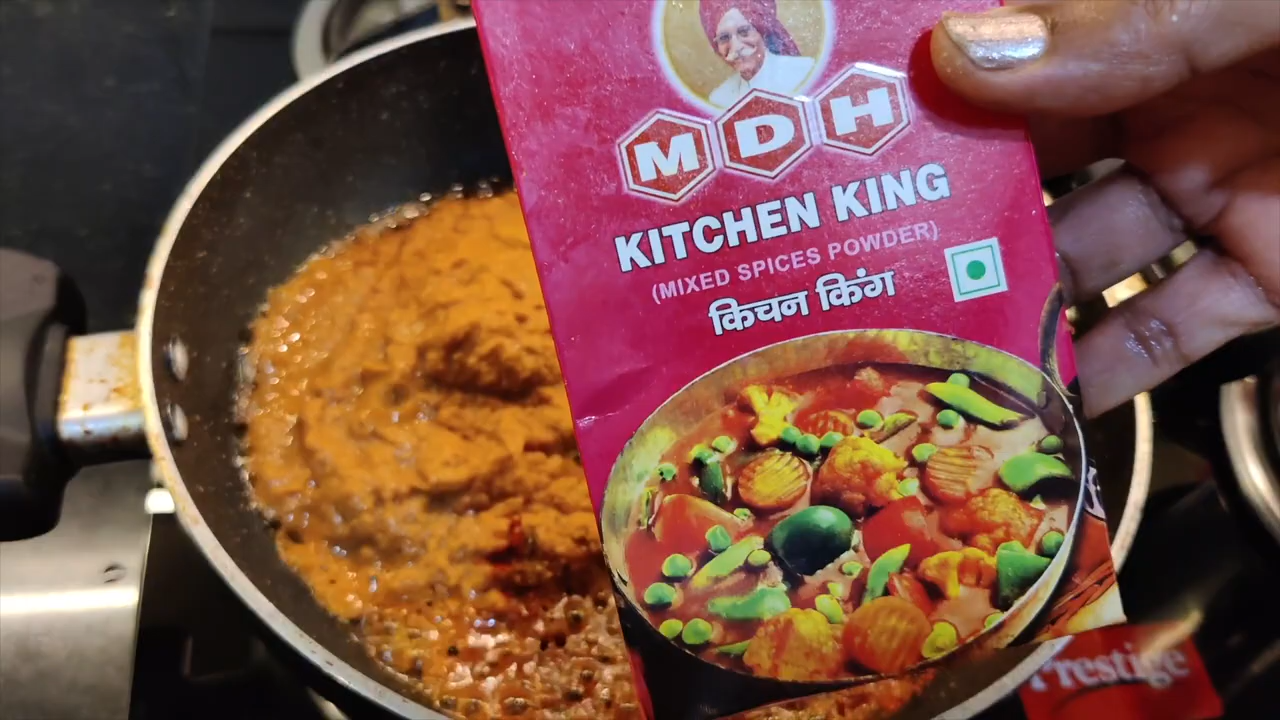 MDH
KITCHEN KING
(MIXED SPICES POWDER)
किचन किंग
Prestige